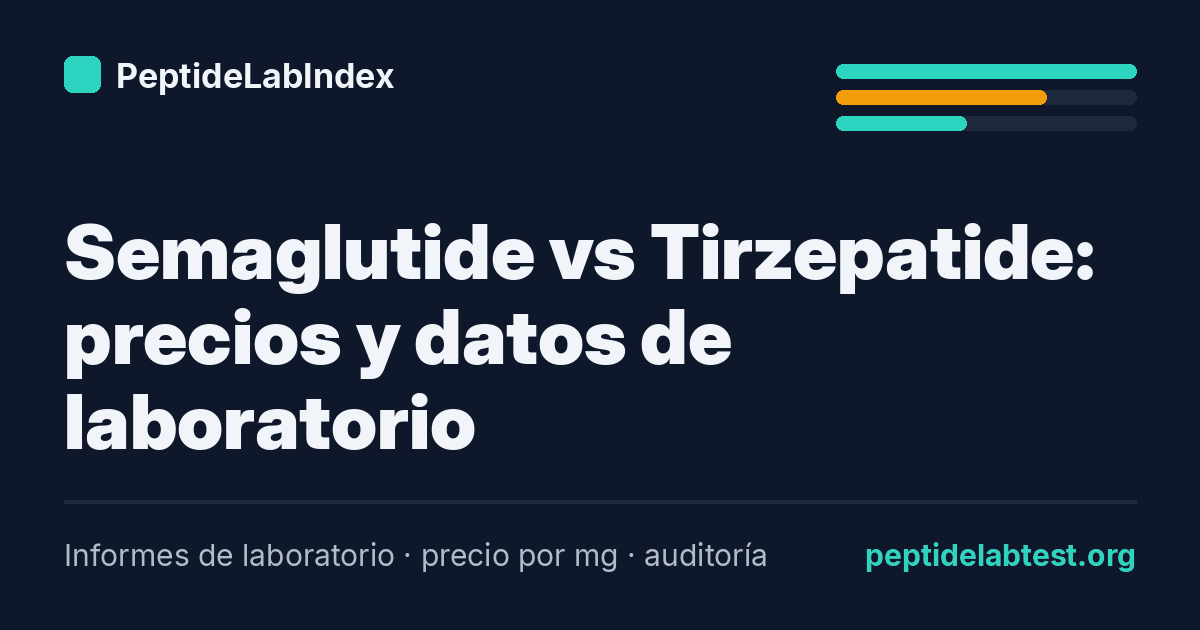 PeptideLabIndex
Semaglutide vs Tirzepatide:
precios y datos de
laboratorio
Informes de laboratorio · precio por mg · auditoría
peptidelabtest.org